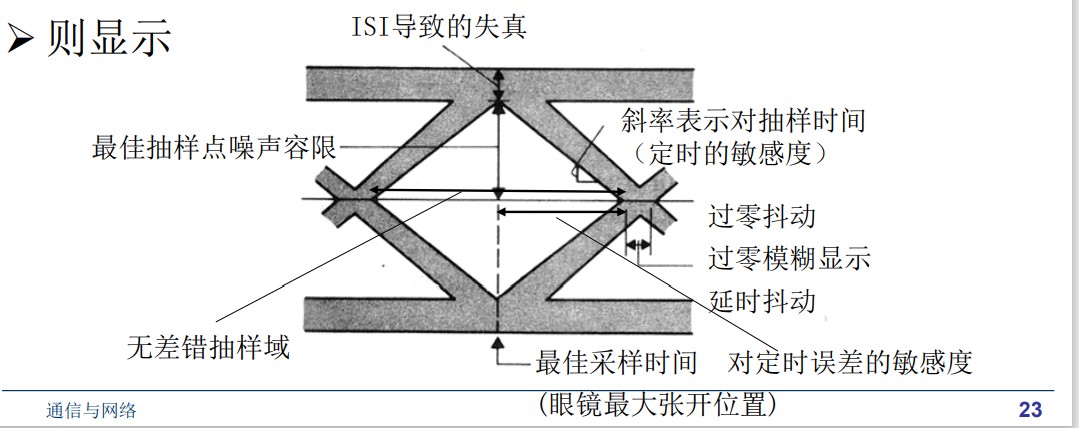 ➢ 则显示
ISI导致的失真
斜率表示对抽样时间
（定时的敏感度）
最佳抽样点噪声容限
过零抖动
过零模糊显示
延时抖动
无差错抽样域
最佳采样时间
对定时误差的敏感度
(眼镜最大张开位置)
通信与网络
23